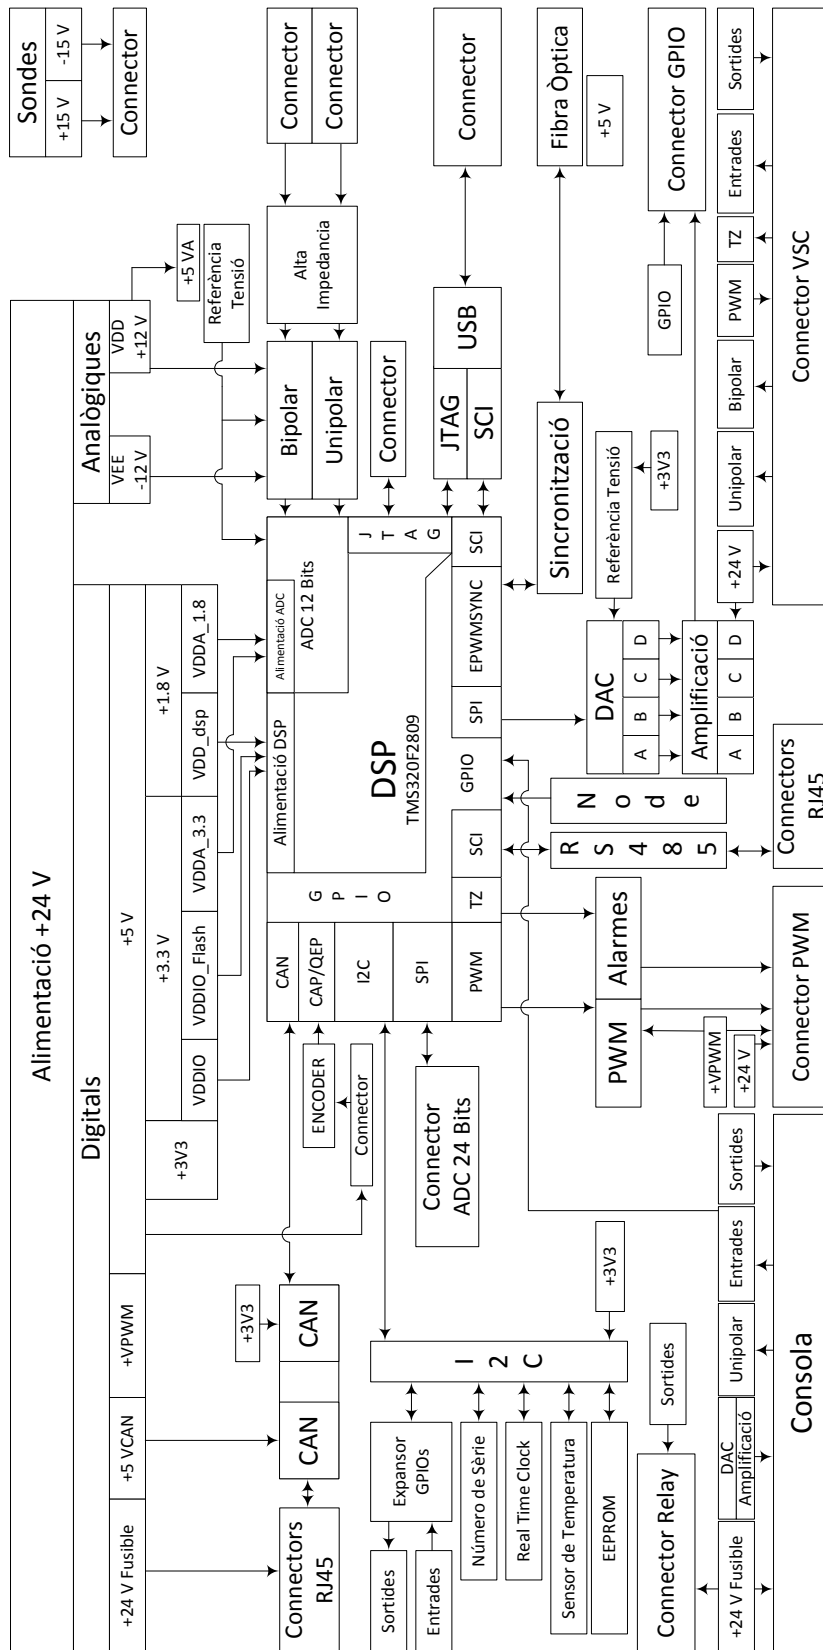 Alimentació +24 V
Digitals
Analògiques
Sondes
+24 V Fusible
+5 VCAN
+VPWM
+5 V
VEE
-12 V
VDD
+12 V
+15 V
-15 V
Connector
+3V3
+3.3 V
+1.8 V
VDDIO
VDDIO_Flash
VDDA_3.3
VDD_dsp
VDDA_1.8
+5 VA
Referència
Tensió
Connectors
RJ45
CAN
CAN
+3V3
ENCODER
Connector
CAN
CAP/QEP
I2C
SPI
PWM
GPIO
Alimentació DSP
Alimentació ADC
ADC 12 Bits
JTAG
DSP
TMS320F2809
TZ
SCI
GPIO
SPI
EPWMSYNC
SCI
Bipolar
Unipolar
Alta
Impedancia
Connector
Connector
Connector
JTAG
SCI
USB
Connector
Connector
ADC 24 Bits
I2C
+3V3
Expansor
GPIOs
Sortides
Entrades
Número de Sèrie
Real Time Clock
Sensor de Temperatura
EEPROM
Sincronització
Fibra Òptica
+5 V
PWM
Alarmes
RS485
Node
DAC
A
B
C
D
Referència Tensió
+3V3
Amplificació
A
B
C
D
GPIO
Connector GPIO
Sortides
Connector Relay
+VPWM
+24 V
Connector PWM
Connectors
RJ45
+24 V Fusible
DAC
Amplificació
Unipolar
Entrades
Sortides
Consola
+24 V
Unipolar
Bipolar
PWM
TZ
Entrades
Sortides
Connector VSC